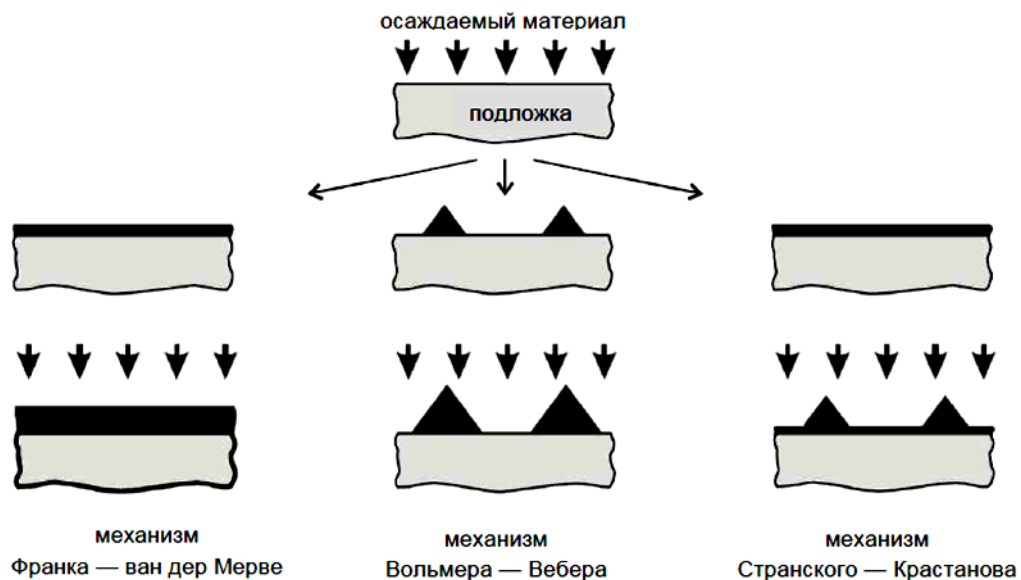 осаждаемый материал
подложка
механизм
Франка — ван дер Мерве
механизм
Вольмера — Вебера
механизм
Странского — Крастанова